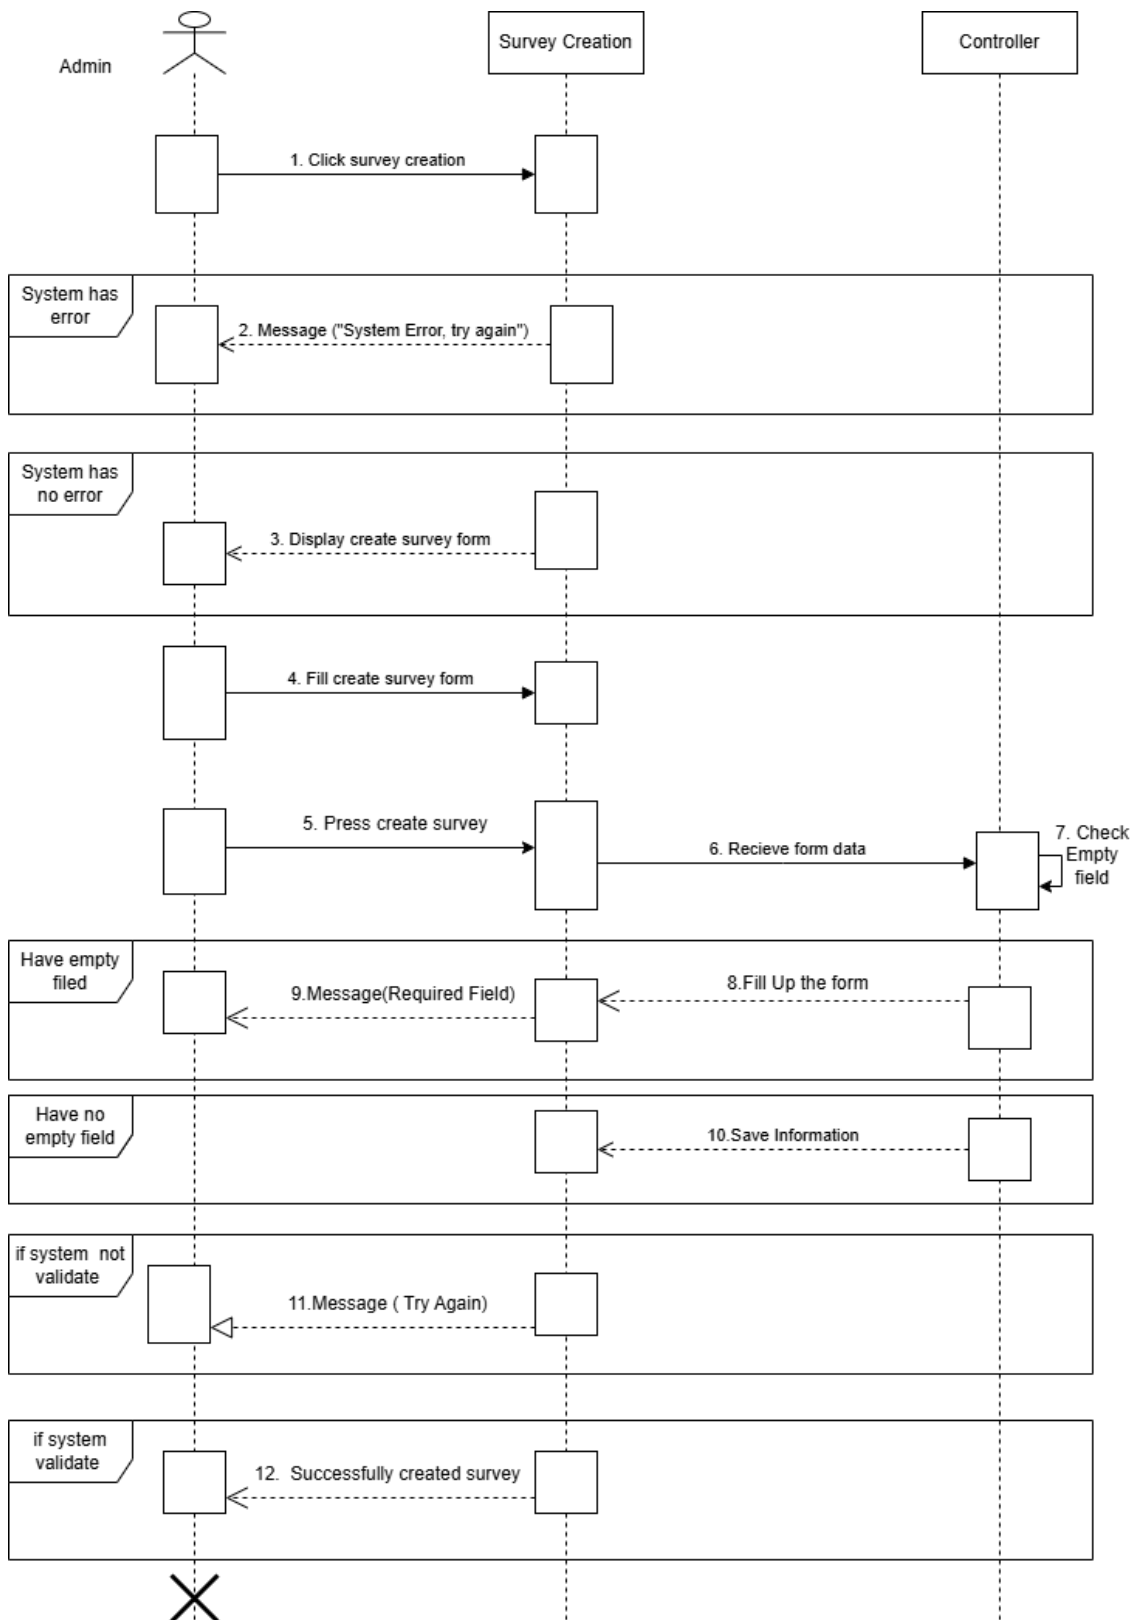 Admin
Survey Creation
Controller
1. Click survey creation
System has
error
2. Message ("System Error, try again")
System has
no error
3. Display create survey form
4. Fill create survey form
5. Press create survey
6. Recieve form data
7. Check
Empty
field
Have empty
filed
9.Message(Required Field)
8.Fill Up the form
Have no
empty field
10.Save Information
if system  not
validate
11.Message ( Try Again)
if system
validate
12.  Successfully created survey